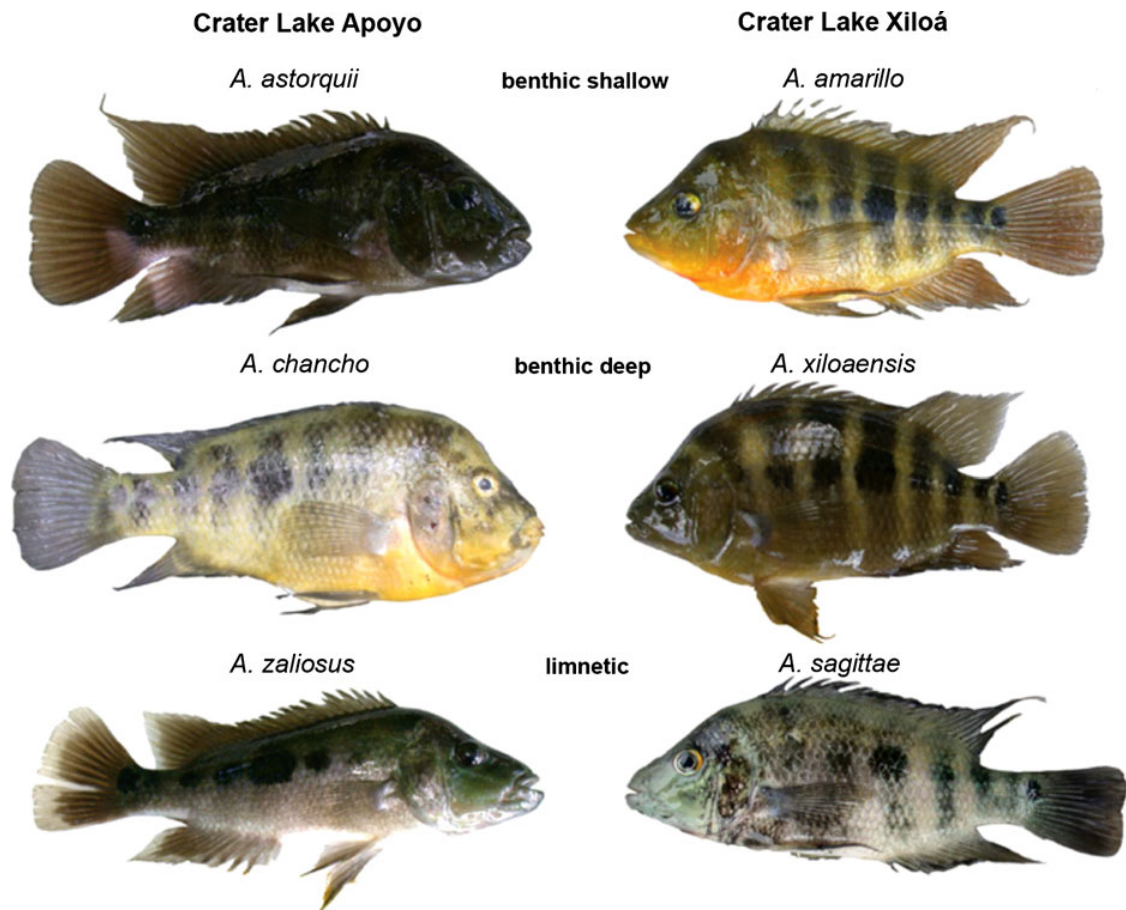 Crater Lake Apoyo
Crater Lake Xiloá
A. astorquii
benthic shallow
A. amarillo
A. chancho
benthic deep
A. xiloaensis
A. zaliosus
limnetic
A. sagittae